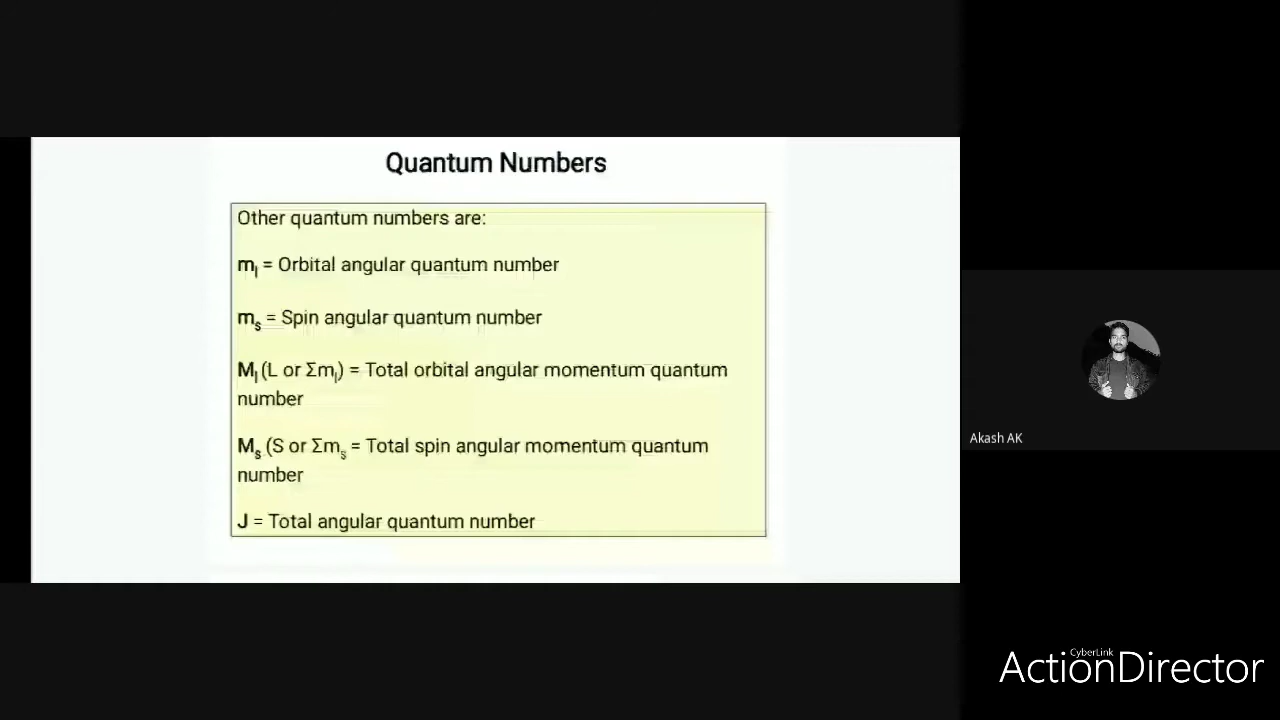 Quantum Numbers
Other quantum numbers are:
mₗ = Orbital angular quantum number
mₛ = Spin angular quantum number
Mₗ (L or Σmₗ) = Total orbital angular momentum quantum
number
Mₛ (S or Σmₛ = Total spin angular momentum quantum
number
J = Total angular quantum number
Akash AK
CyberLink
ActionDirector